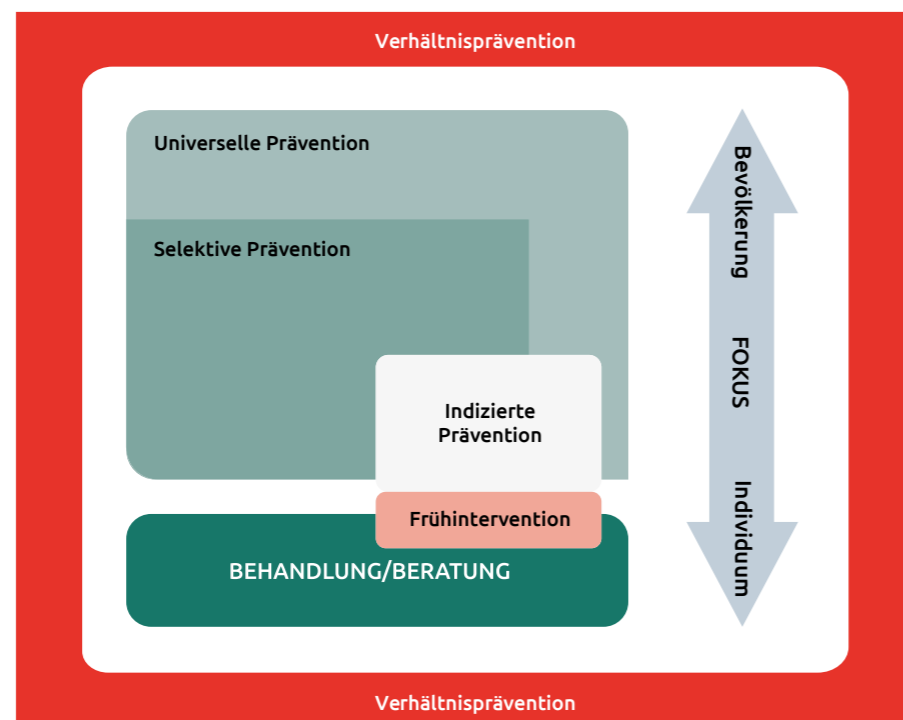 Verhältnisprävention
Universelle Prävention
Selektive Prävention
Indizierte
Prävention
Frühintervention
BEHANDLUNG/BERATUNG
Bevölkerung
FOKUS
Individuum
Verhältnisprävention